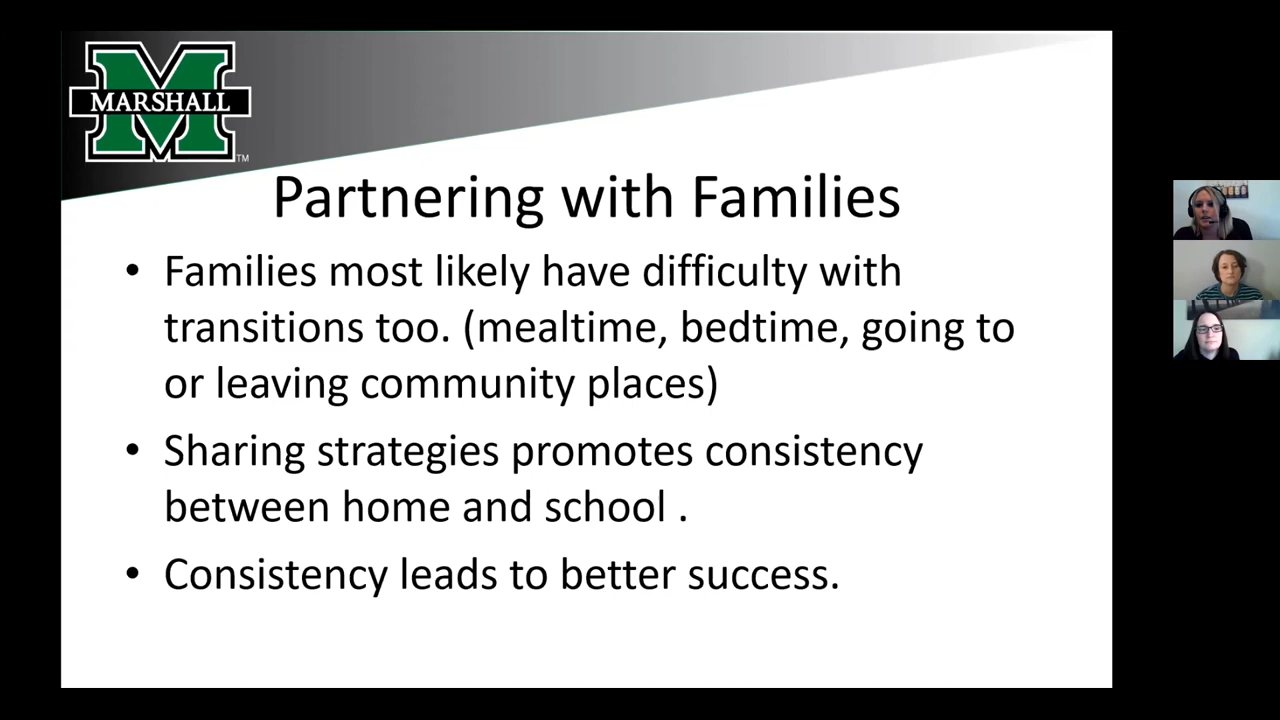 MARSHALL
TM
Partnering with Families
• Families most likely have difficulty with
transitions too. (mealtime, bedtime, going to
or leaving community places)
• Sharing strategies promotes consistency
between home and school .
• Consistency leads to better success.